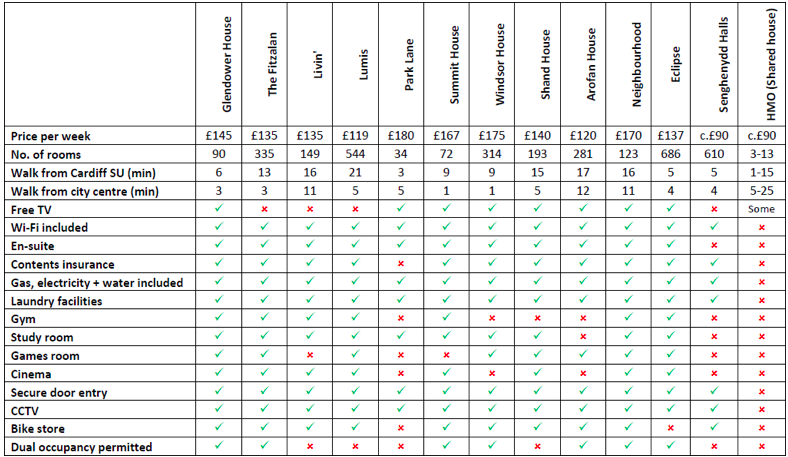 Glendower House The Fitzalan Livin' Lumis Park Lane Summit House Windsor House Shand House Arofan House Neighbourhood Eclipse Senghenydd Halls HMO (Shared house)
Price per week £145 £135 £135 £119 £180 £167 £175 £140 £120 £170 £137 c.£90 c.£90
No. of rooms 90 335 149 544 34 72 314 193 281 123 686 610 3-13
Walk from Cardiff SU (min) 6 13 16 21 3 9 9 15 17 16 5 5 1-15
Walk from city centre (min) 3 3 11 5 5 1 1 5 12 11 4 4 5-25
Free TV ✓ × × × ✓ ✓ ✓ ✓ ✓ ✓ ✓ × Some
Wi-Fi included ✓ ✓ ✓ ✓ ✓ ✓ ✓ ✓ ✓ ✓ ✓ ✓ ×
En-suite ✓ ✓ ✓ ✓ ✓ ✓ ✓ ✓ ✓ ✓ ✓ × ×
Contents insurance ✓ ✓ ✓ ✓ × ✓ ✓ ✓ ✓ ✓ ✓ ✓ ×
Gas, electricity + water included ✓ ✓ ✓ ✓ ✓ ✓ ✓ ✓ ✓ ✓ ✓ ✓ ×
Laundry facilities ✓ ✓ ✓ ✓ ✓ ✓ ✓ ✓ ✓ ✓ ✓ ✓ ×
Gym ✓ ✓ ✓ ✓ × ✓ × × × ✓ ✓ × ×
Study room ✓ ✓ ✓ ✓ ✓ ✓ ✓ ✓ × ✓ ✓ × ×
Games room ✓ ✓ × ✓ × × ✓ ✓ ✓ ✓ ✓ × ×
Cinema ✓ ✓ ✓ ✓ × ✓ × ✓ × ✓ ✓ × ×
Secure door entry ✓ ✓ ✓ ✓ ✓ ✓ ✓ ✓ ✓ ✓ ✓ ✓ ×
CCTV ✓ ✓ ✓ ✓ ✓ ✓ ✓ ✓ ✓ ✓ ✓ ✓ ×
Bike store ✓ ✓ ✓ ✓ × ✓ ✓ ✓ ✓ ✓ × ✓ ×
Dual occupancy permitted ✓ ✓ × × × ✓ ✓ × ✓ ✓ ✓ × ×